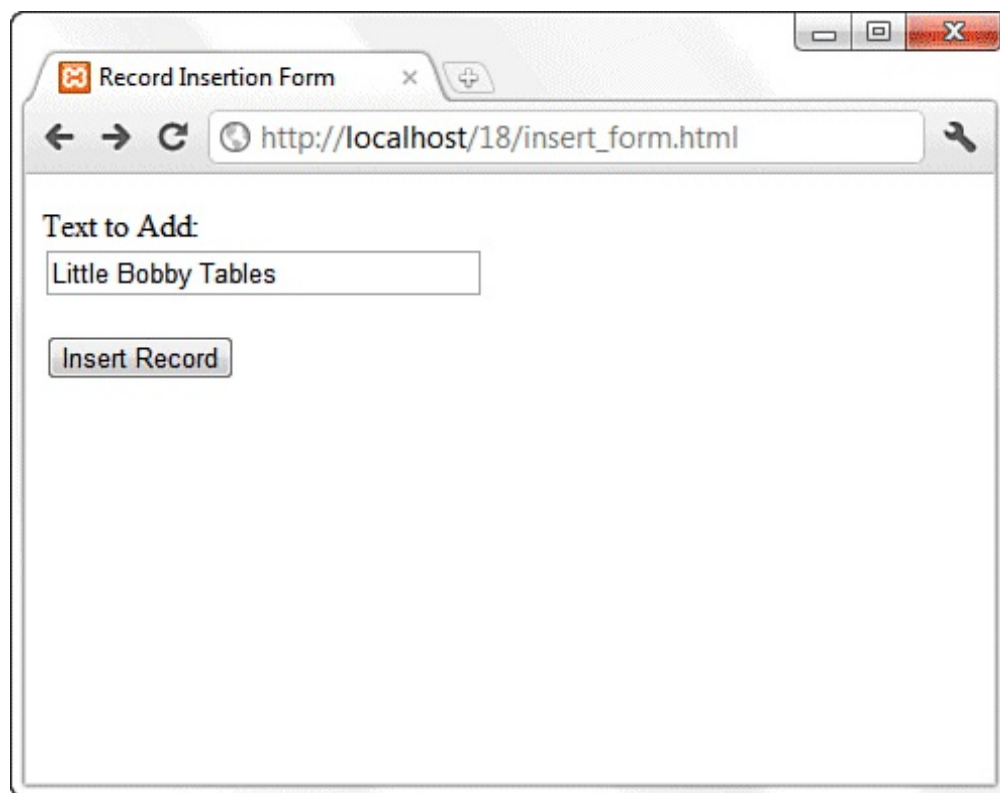 Record Insertion Form
http://localhost/18/insert_form.html
Text to Add:
Little Bobby Tables
Insert Record